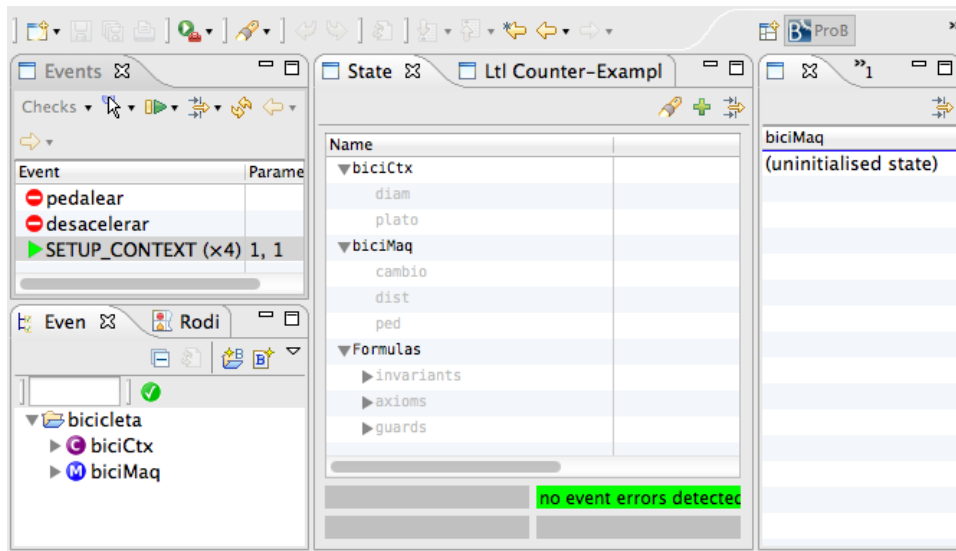 ProB
Events
Checks
Event Parame
pedalear
desacelerar
SETUP_CONTEXT (×4) 1, 1
Even Rodi
bicicleta
biciCtx
biciMaq
State Ltl Counter-Exampl
Name
biciCtx
diam
plato
biciMaq
cambio
dist
ped
Formulas
invariants
axioms
guards
no event errors detected
»1
biciMaq
(uninitialised state)